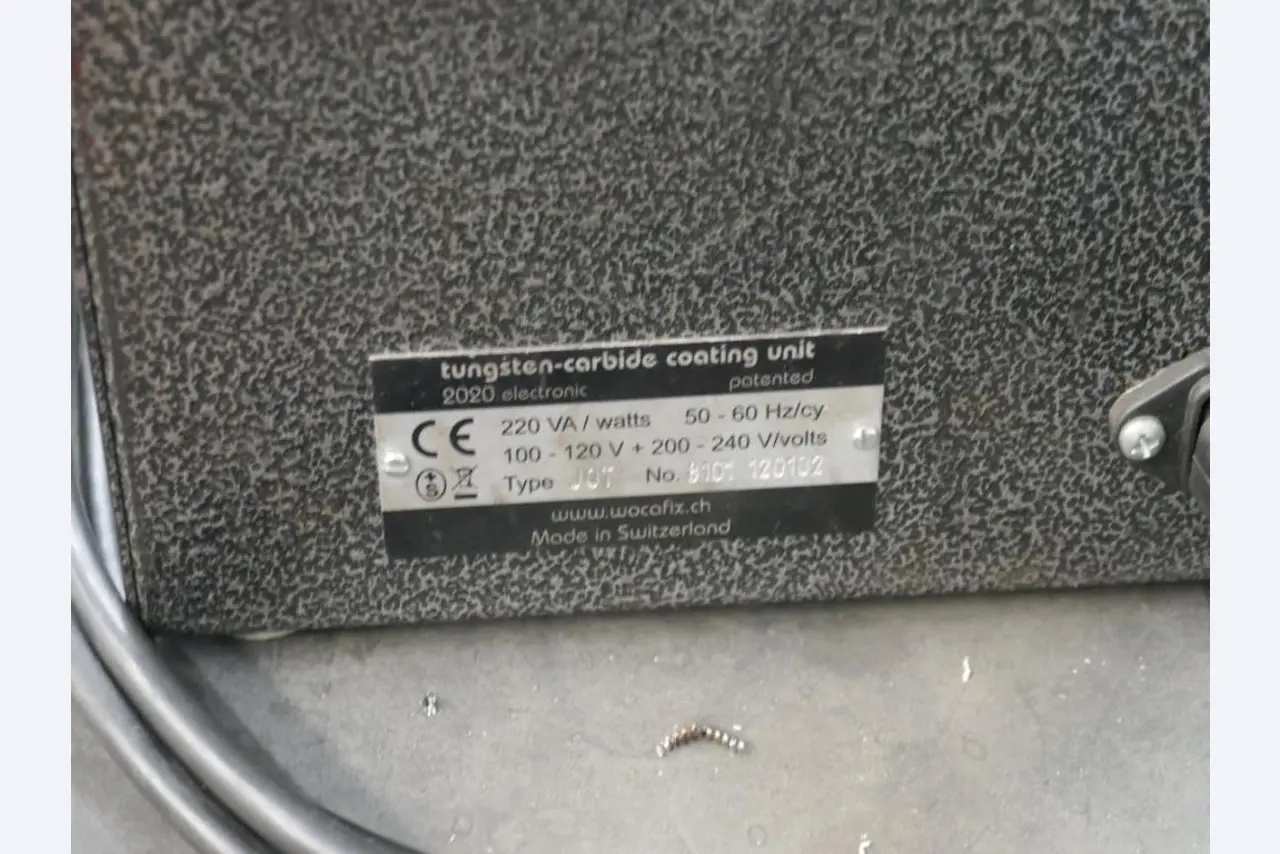 tungsten-carbide coating unit
2020 electronic patented
CE 220 VA / watts 50 - 60 Hz/cy
100 - 120 V + 200 - 240 V/volts
+S Type No. 120102
www.wocafix.ch
Made in Switzerland